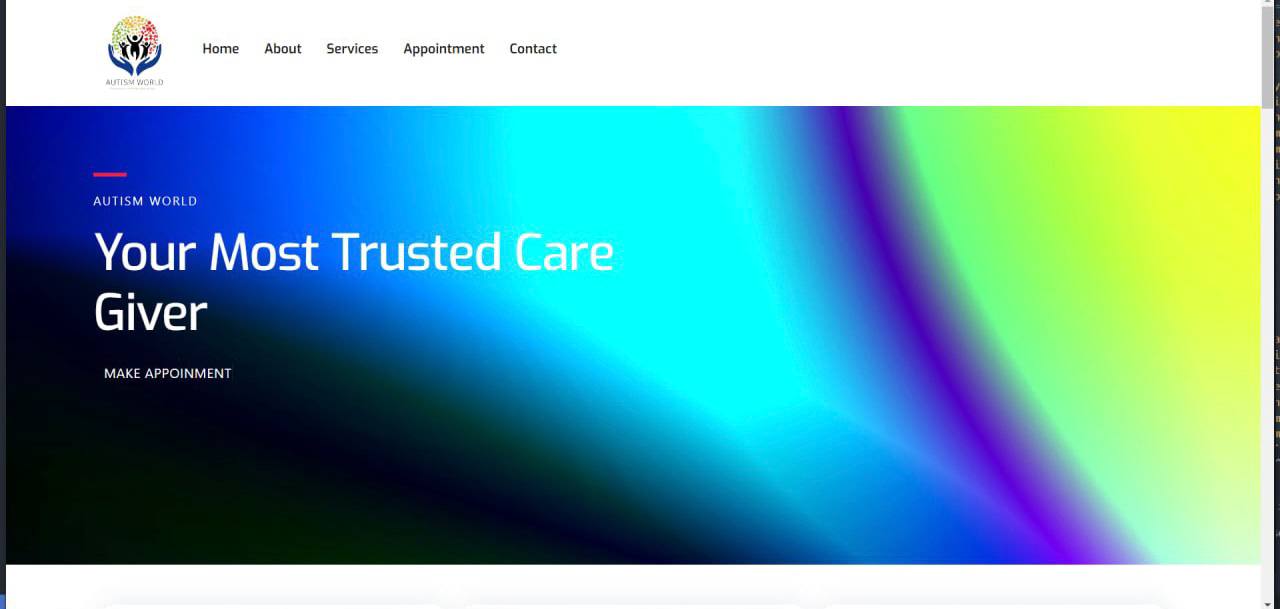 AUTISM WORLD
Home About Services Appointment Contact
AUTISM WORLD
Your Most Trusted Care
Giver
MAKE APPOINMENT